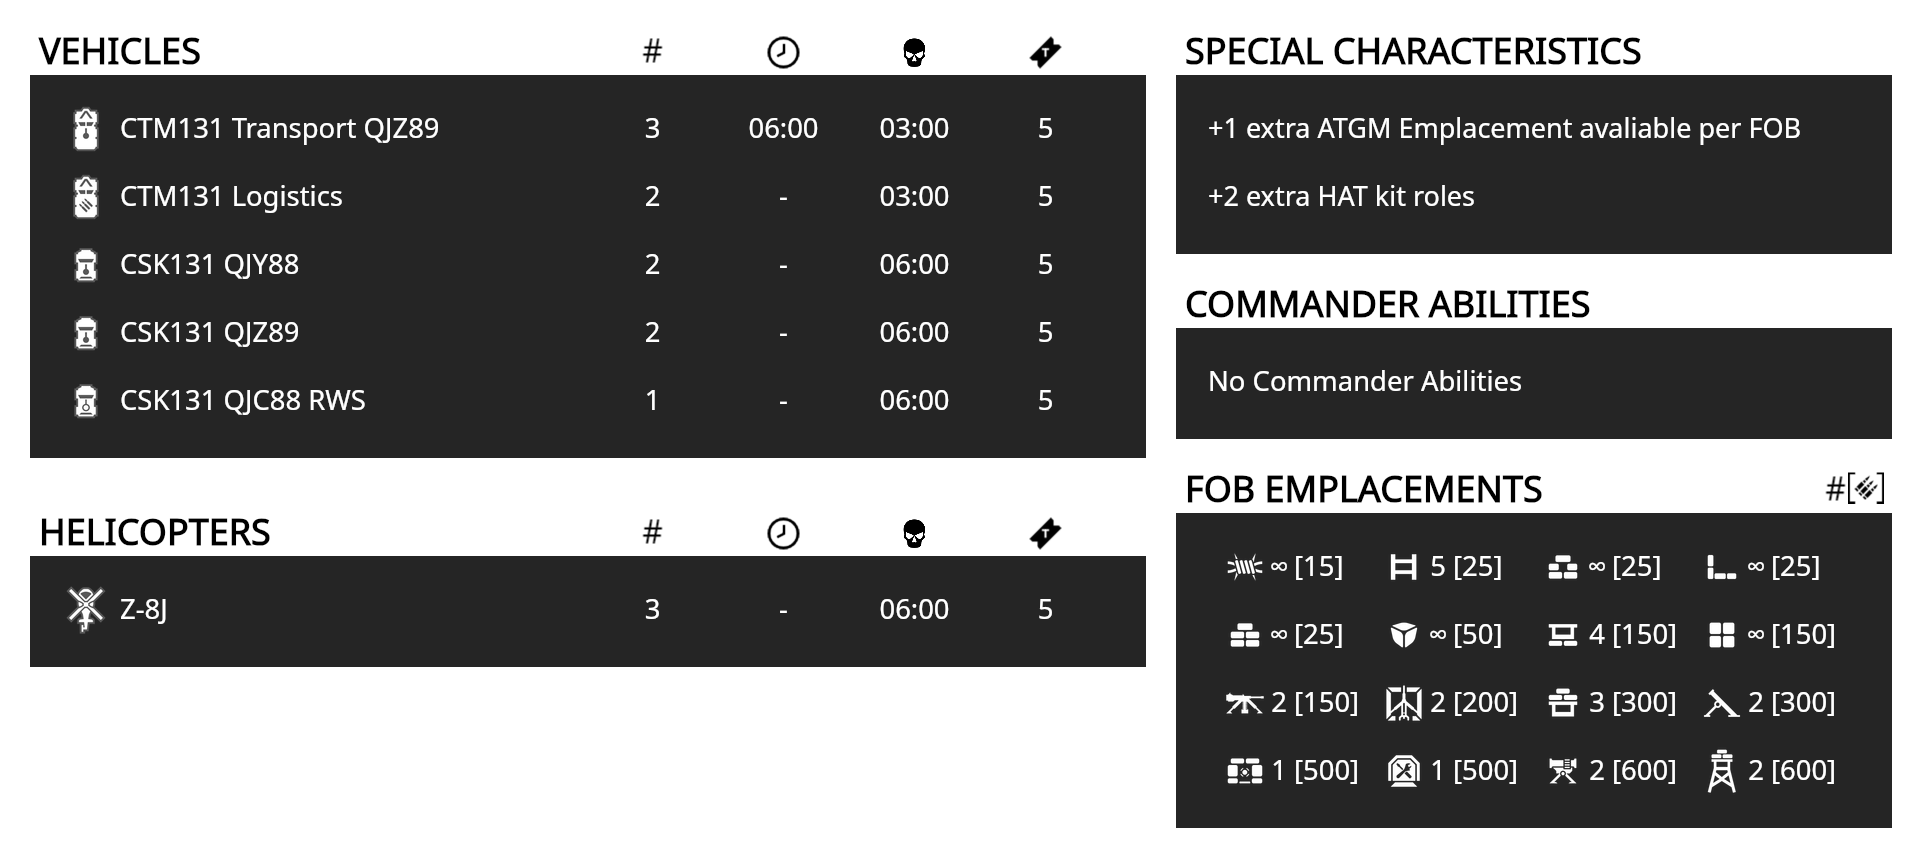 VEHICLES #
CTM131 Transport QJZ89 3 06:00 03:00 5
CTM131 Logistics 2 - 03:00 5
CSK131 QJY88 2 - 06:00 5
CSK131 QJZ89 2 - 06:00 5
CSK131 QJC88 RWS 1 - 06:00 5
HELICOPTERS #
Z-8J 3 - 06:00 5
SPECIAL CHARACTERISTICS
+1 extra ATGM Emplacement avaliable per FOB
+2 extra HAT kit roles
COMMANDER ABILITIES
No Commander Abilities
FOB EMPLACEMENTS #[]
∞ [15] 5 [25] ∞ [25] ∞ [25]
∞ [25] ∞ [50] 4 [150] ∞ [150]
2 [150] 2 [200] 3 [300] 2 [300]
1 [500] 1 [500] 2 [600] 2 [600]